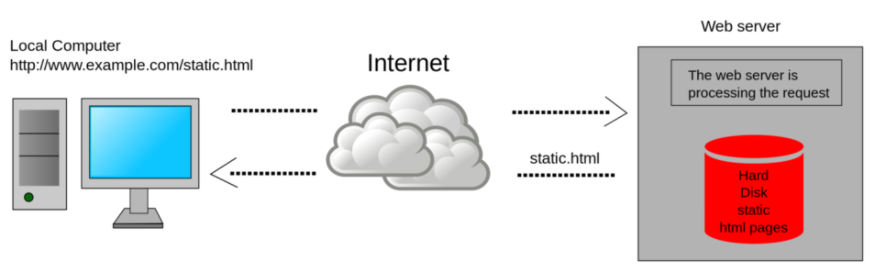 Web server
Local Computer
http://www.example.com/static.html
Internet
The web server is
processing the request
static.html
Hard
Disk
static
html pages